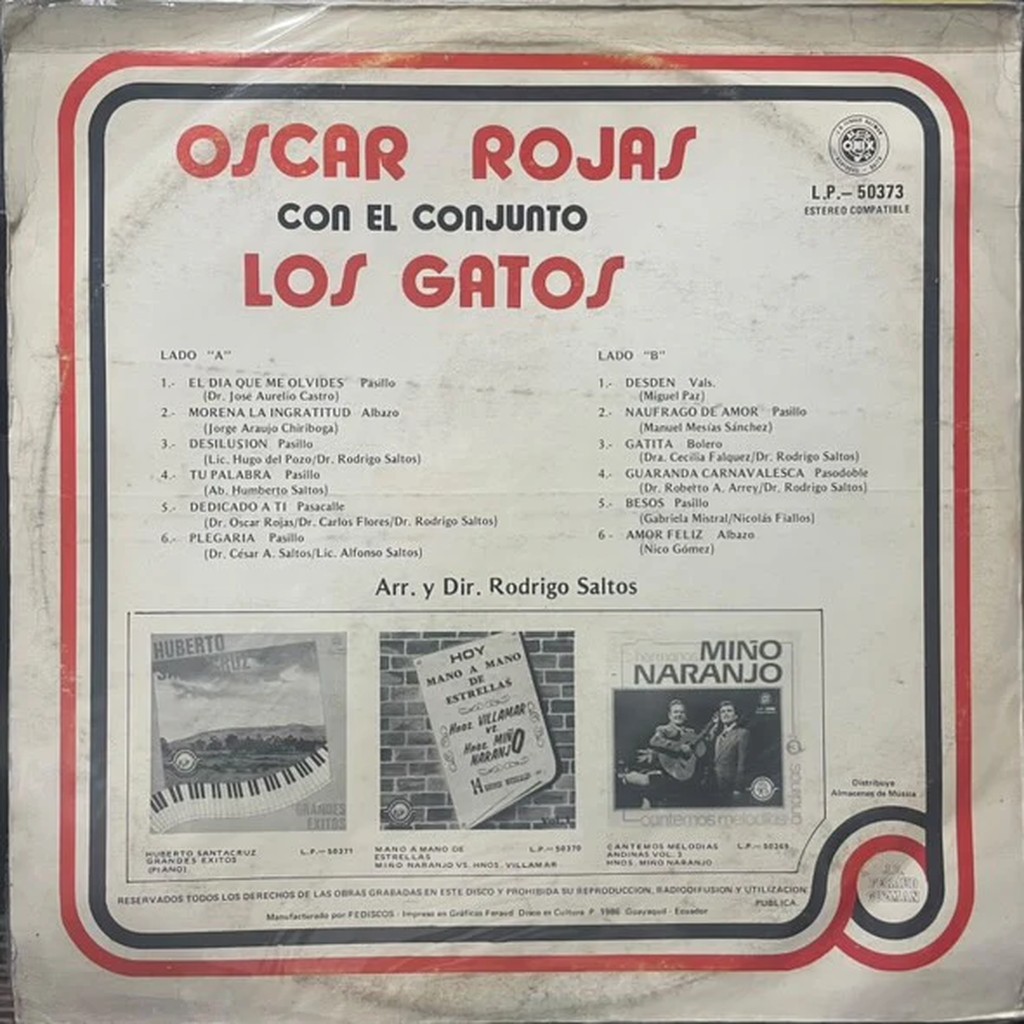 OSCAR ROJAS
CON EL CONJUNTO
LOS GATOS
ONIX
L.P.- 50373
ESTEREO COMPATIBLE
LADO "A"
1.- EL DIA QUE ME OLVIDES Pasillo
(Dr. José Aurelio Castro)
2.- MORENA LA INGRATITUD Albazo
(Jorge Araujo Chiriboga)
3.- DESILUSION Pasillo
(Lic. Hugo del Pozo/Dr. Rodrigo Saltos)
4.- TU PALABRA Pasillo
(Ab. Humberto Saltos)
5.- DEDICADO A TI Pasacalle
(Dr. Oscar Rojas/Dr. Carlos Flores/Dr. Rodrigo Saltos)
6.- PLEGARIA Pasillo
(Dr. César A. Saltos/Lic. Alfonso Saltos)
LADO "B"
1.- DESDEN Vals.
(Miguel Paz)
2.- NAUFRAGO DE AMOR Pasillo
(Manuel Mesías Sánchez)
3.- GATITA Bolero
(Dra. Cecilia Falquez/Dr. Rodrigo Saltos)
4.- GUARANDA CARNAVALESCA Pasodoble
(Dr. Roberto A. Arrey/Dr. Rodrigo Saltos)
5.- BESOS Pasillo
(Gabriela Mistral/Nicolás Fiallos)
6 - AMOR FELIZ Albazo
(Nico Gómez)
Arr. y Dir. Rodrigo Saltos
HUBERTO
GRANDES
EXITOS
HOY
MANO A MANO
DE
ESTRELLAS
Hnos. VILLAMAR
VS.
Hnos. MIÑO
NARANJO
14
Vol. 1
hermanos MIÑO
NARANJO
cantemos melodias
HUBERTO SANTACRUZ L.P.-50371
GRANDES EXITOS
(PIANO)
MANO A MANO DE L.P.-50370
ESTRELLAS
MIÑO NARANJO VS. HNOS. VILLAMAR
CANTEMOS MELODIAS L.P.-50369
ANDINAS VOL. 3
HNOS. MIÑO NARANJO
Distribuye
Almacenes de Música
J.D.
FERAUD
GUZMAN
RESERVADOS TODOS LOS DERECHOS DE LAS OBRAS GRABADAS EN ESTE DISCO Y PROHIBIDA SU REPRODUCCION, RADIODIFUSION Y UTILIZACION
PUBLICA.
Manufacturado por FEDISCOS - Impreso en Gráficas Feraud Disco es Cultura P. 1986 Guayaquil - Ecuador